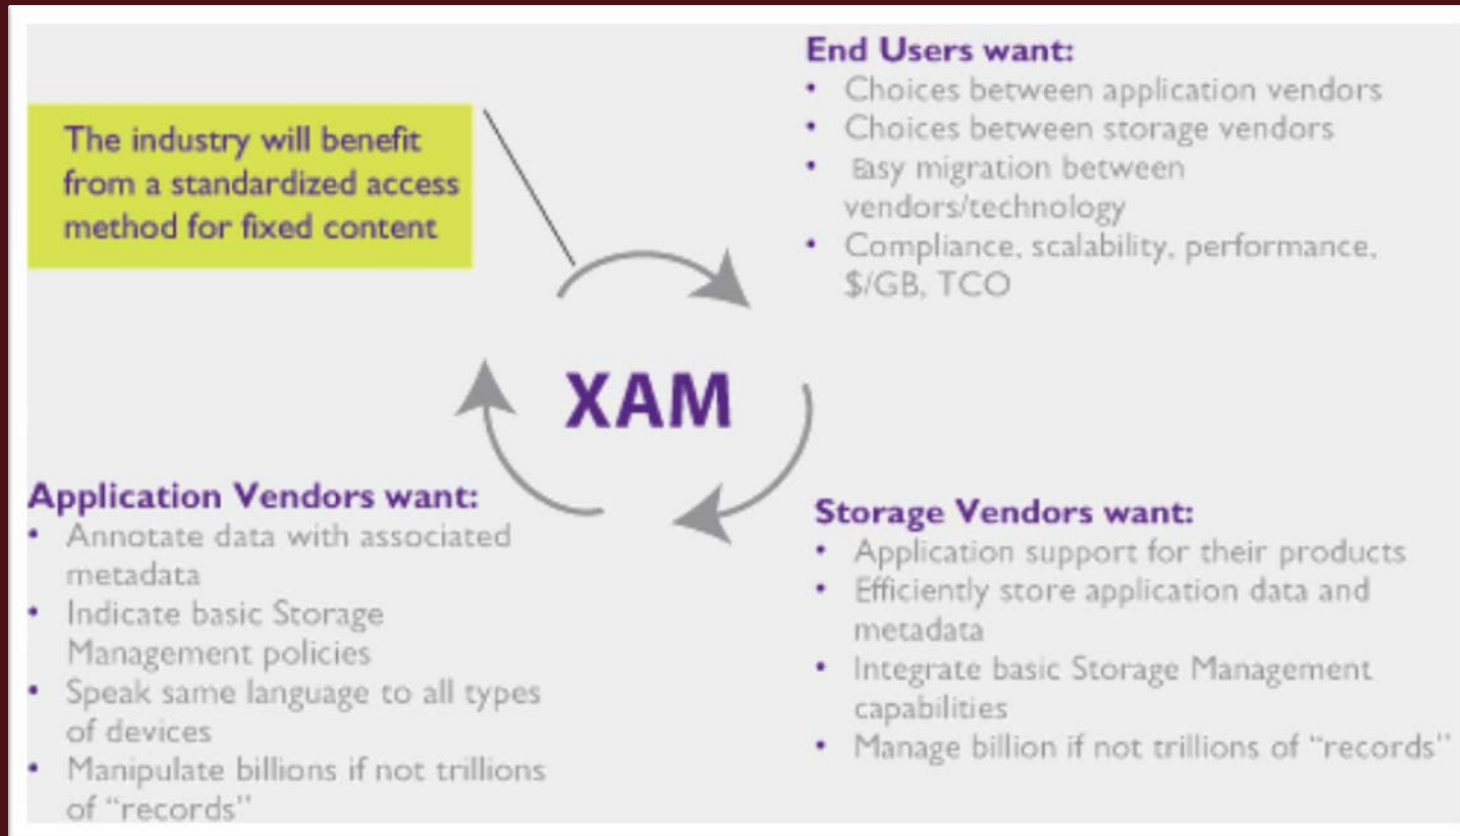 The industry will benefit
from a standardized access
method for fixed content
End Users want:
• Choices between application vendors
• Choices between storage vendors
• Easy migration between
vendors/technology
• Compliance, scalability, performance,
$/GB, TCO
XAM
Application Vendors want:
• Annotate data with associated
metadata
• Indicate basic Storage
Management policies
• Speak same language to all types
of devices
• Manipulate billions if not trillions
of “records”
Storage Vendors want:
• Application support for their products
• Efficiently store application data and
metadata
• Integrate basic Storage Management
capabilities
• Manage billion if not trillions of “records”